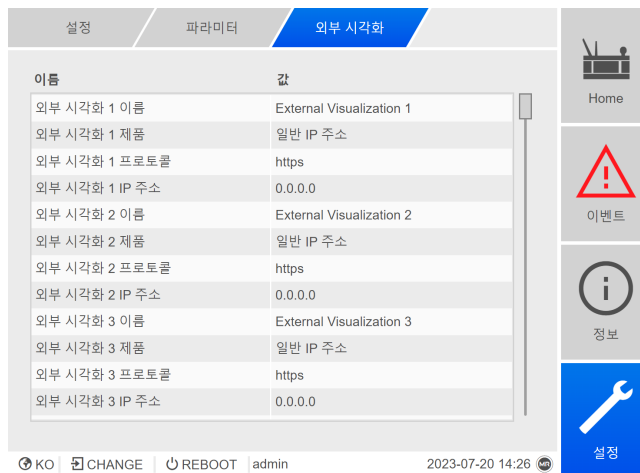 설정 파라미터 외부 시각화
이름 값
외부 시각화 1 이름 External Visualization 1
외부 시각화 1 제품 일반 IP 주소
외부 시각화 1 프로토콜 https
외부 시각화 1 IP 주소 0.0.0.0
외부 시각화 2 이름 External Visualization 2
외부 시각화 2 제품 일반 IP 주소
외부 시각화 2 프로토콜 https
외부 시각화 2 IP 주소 0.0.0.0
외부 시각화 3 이름 External Visualization 3
외부 시각화 3 제품 일반 IP 주소
외부 시각화 3 프로토콜 https
외부 시각화 3 IP 주소 0.0.0.0
Home
이벤트
정보
설정
KO CHANGE REBOOT admin 2023-07-20 14:26 MR